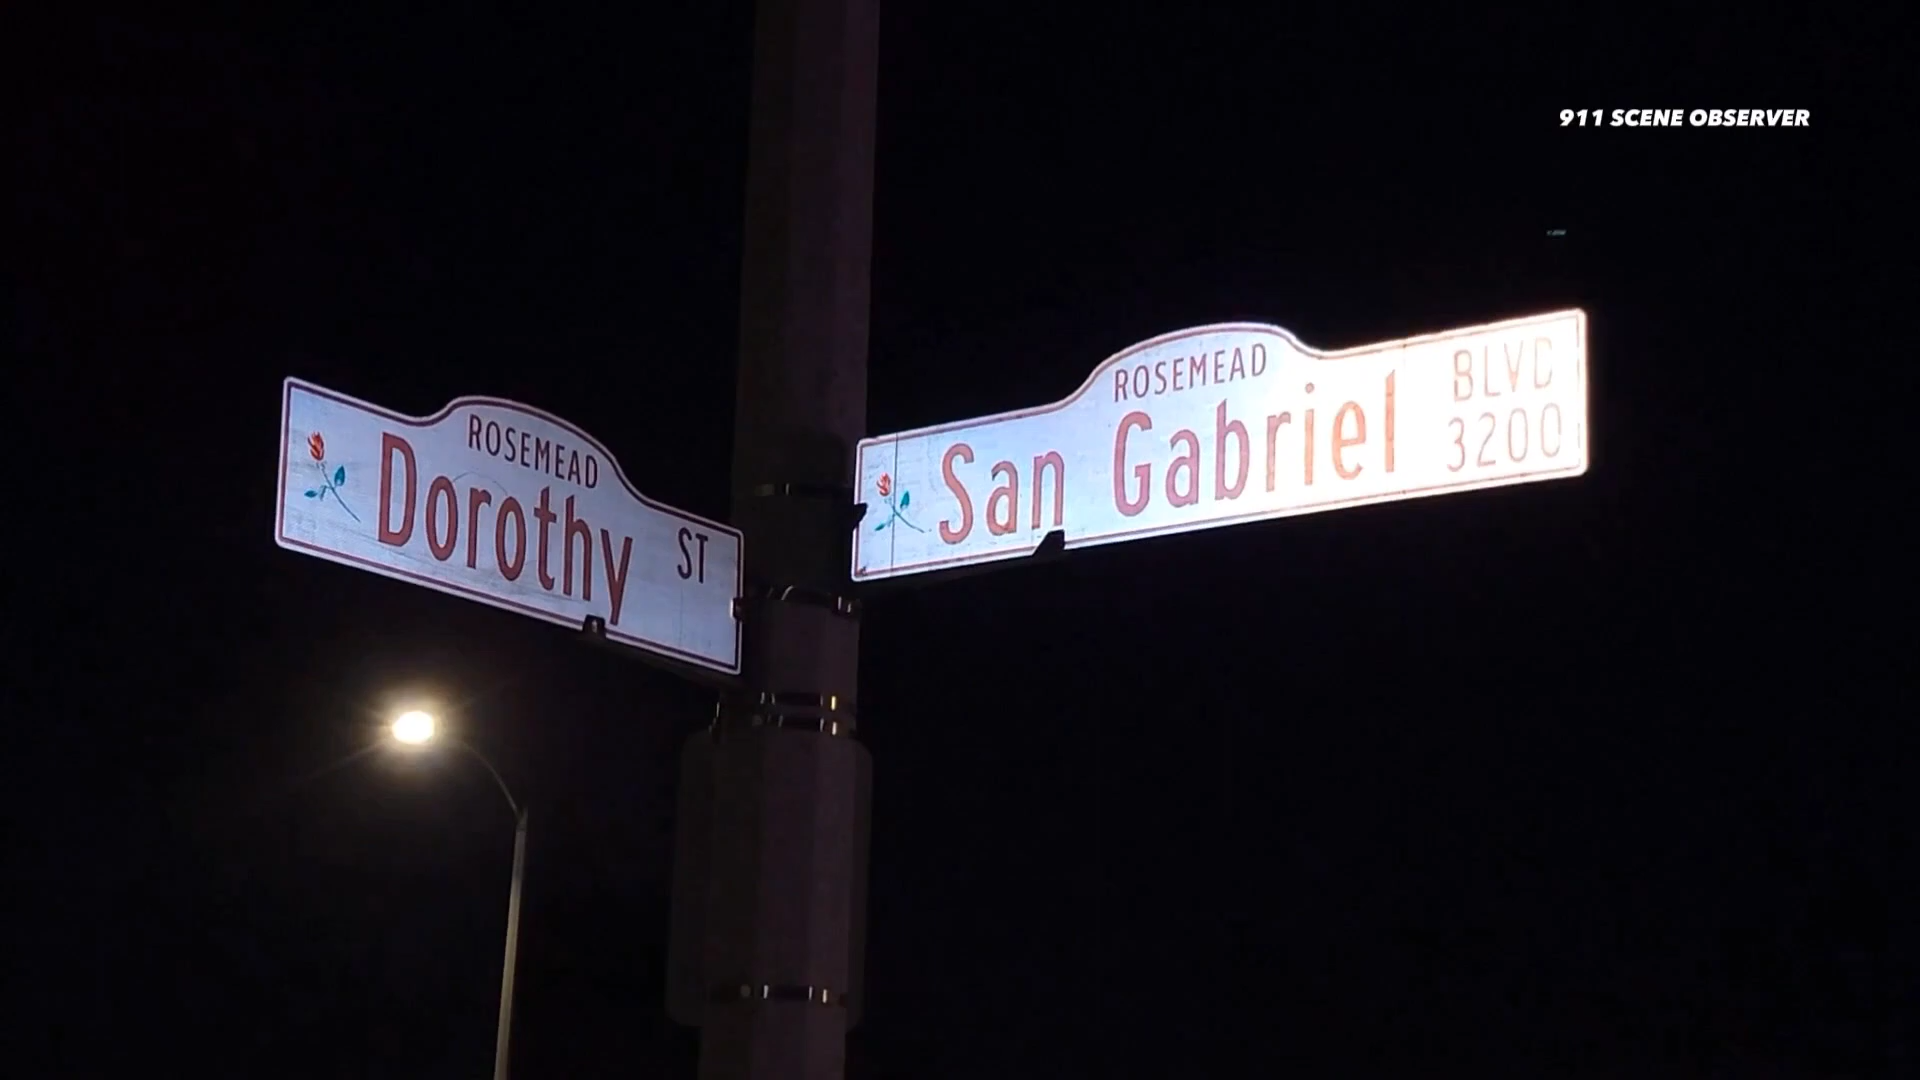 911 SCENE OBSERVER
ROSEMEAD
Dorothy ST
ROSEMEAD
San Gabriel BLVD
3200